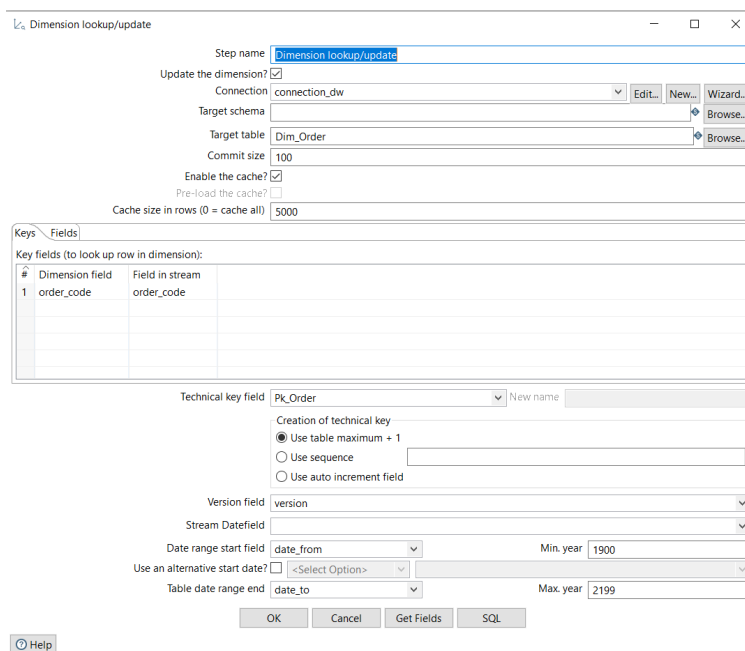 Dimension lookup/update
Step name Dimension lookup/update
Update the dimension?
Connection connection_dw Edit... New... Wizard..
Target schema Browse..
Target table Dim_Order Browse..
Commit size 100
Enable the cache?
Pre-load the cache?
Cache size in rows (0 = cache all) 5000
Keys Fields
Key fields (to look up row in dimension):
# Dimension field Field in stream
1 order_code order_code
Technical key field Pk_Order New name
Creation of technical key
Use table maximum + 1
Use sequence
Use auto increment field
Version field version
Stream Datefield
Date range start field date_from Min. year 1900
Use an alternative start date? <Select Option>
Table date range end date_to Max. year 2199
OK Cancel Get Fields SQL
Help